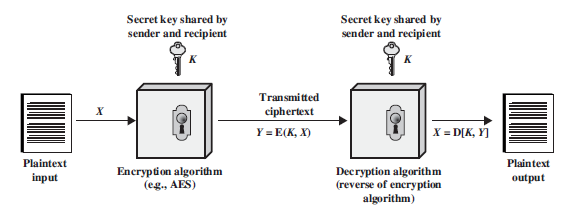 Secret key shared by
sender and recipient
K
Secret key shared by
sender and recipient
K
X
Transmitted
ciphertext
Y = E(K, X)
X = D[K, Y]
Plaintext
input
Encryption algorithm
(e.g., AES)
Decryption algorithm
(reverse of encryption
algorithm)
Plaintext
output